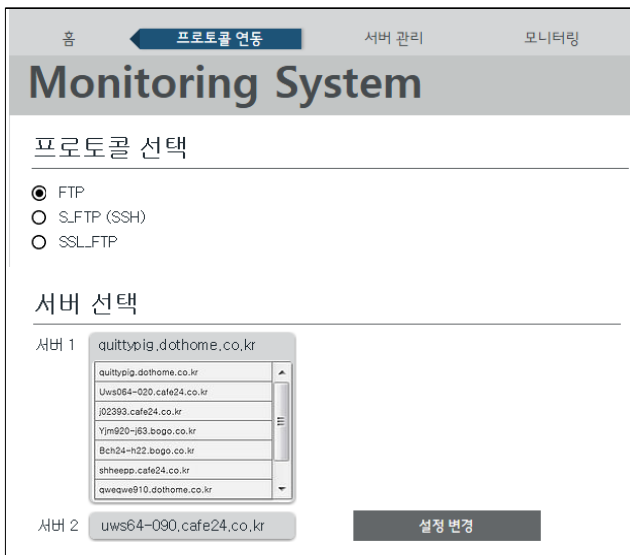 홈 프로토콜 연동 서버 관리 모니터링
Monitoring System
프로토콜 선택
FTP
S_FTP (SSH)
SSL_FTP
서버 선택
서버 1 quittypig.dothome.co.kr
quittypig.dothome.co.kr
Uws064-020.cafe24.co.kr
j02393.cafe24.co.kr
Yjm920-j63.bogo.co.kr
Bch24-h22.bogo.co.kr
shheepp.cafe24.co.kr
qweqwe910.dothome.co.kr
서버 2 uws64-090.cafe24.co.kr 설정 변경